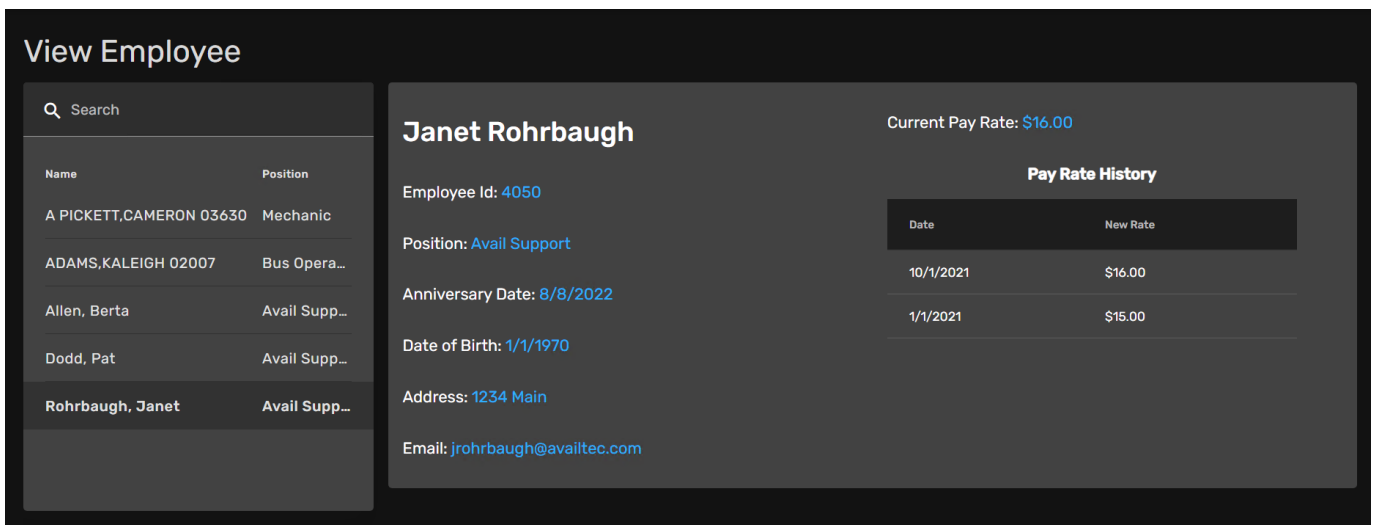 View Employee
Search
Name Position
A PICKETT,CAMERON 03630 Mechanic
ADAMS,KALEIGH 02007 Bus Opera...
Allen, Berta Avail Supp...
Dodd, Pat Avail Supp...
Rohrbaugh, Janet Avail Supp...
Janet Rohrbaugh
Employee Id: 4050
Position: Avail Support
Anniversary Date: 8/8/2022
Date of Birth: 1/1/1970
Address: 1234 Main
Email: jrohrbaugh@availtec.com
Current Pay Rate: $16.00
Pay Rate History
Date New Rate
10/1/2021 $16.00
1/1/2021 $15.00